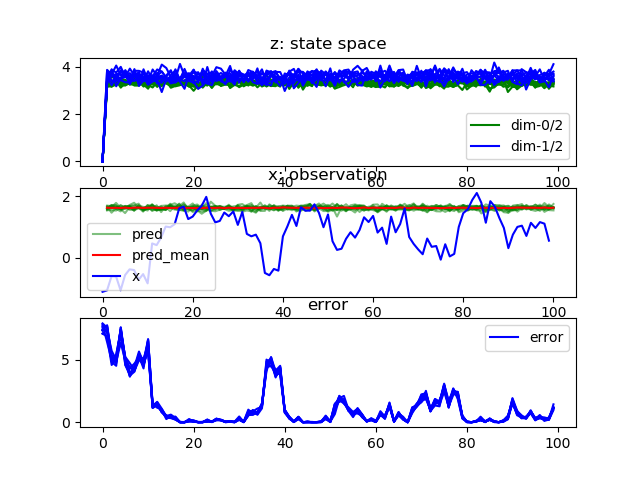 z: state space
4
2
0
dim-0/2
dim-1/2
0 20 40 60 80 100
x: observation
2
0
pred
pred_mean
x
0 20 40 60 80 100
error
5
0
error
0 20 40 60 80 100